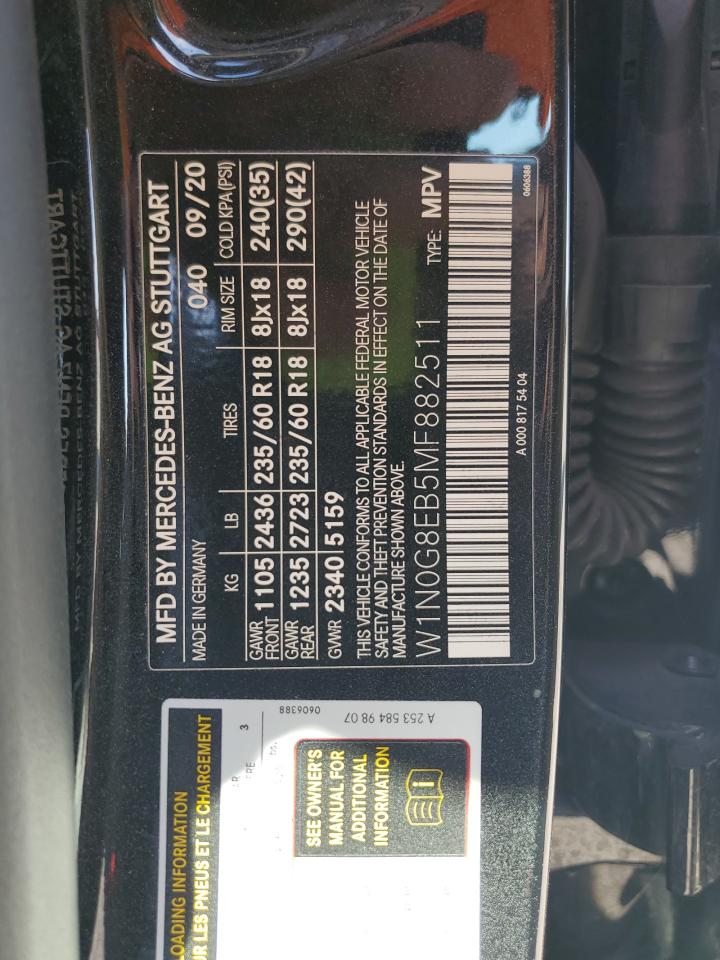 MFD BY MERCEDES-BENZ AG STUTTGART
MADE IN GERMANY 040 09/20
KG LB TIRES RIM SIZE COLD KPA(PSI)
GAWR FRONT 1105 2436 235/60 R18 8Jx18 240(35)
GAWR REAR 1235 2723 235/60 R18 8Jx18 290(42)
GVWR 2340 5159
THIS VEHICLE CONFORMS TO ALL APPLICABLE FEDERAL MOTOR VEHICLE
SAFETY AND THEFT PREVENTION STANDARDS IN EFFECT ON THE DATE OF
MANUFACTURE SHOWN ABOVE.
W1N0G8EB5MF882511 TYPE: MPV
A 000 817 54 04
0606388
LOADING INFORMATION
LES PNEUS ET LE CHARGEMENT
3
0606388
SEE OWNER'S
MANUAL FOR
ADDITIONAL
INFORMATION
A 253 584 98 07